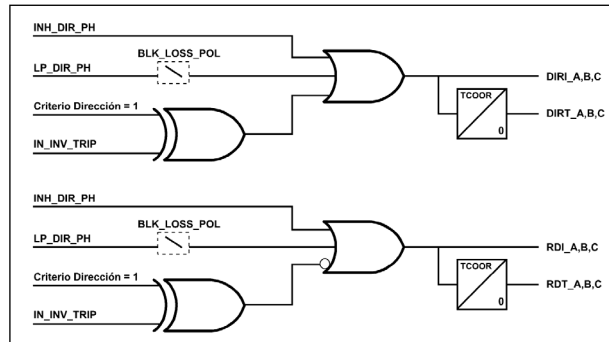 INH_DIR_PH
BLK_LOSS_POL
LP_DIR_PH
DIRI_A,B,C
TCOOR
Criterio Dirección = 1
DIRT_A,B,C
0
IN_INV_TRIP
INH_DIR_PH
BLK_LOSS_POL
LP_DIR_PH
RDI_A,B,C
TCOOR
Criterio Dirección = 1
RDT_A,B,C
0
IN_INV_TRIP